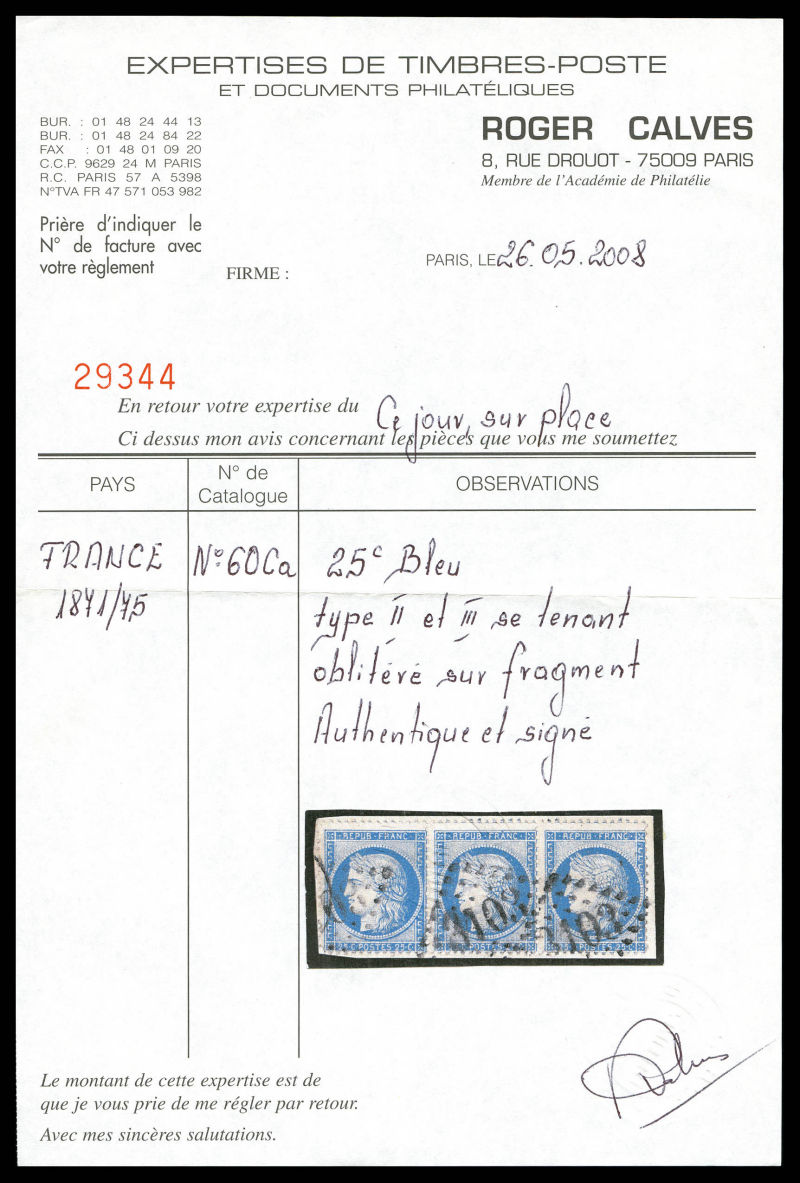 EXPERTISES DE TIMBRES-POSTE
ET DOCUMENTS PHILATÉLIQUES
BUR. : 01 48 24 44 13
BUR. : 01 48 24 84 22
FAX : 01 48 01 09 20
C.C.P. 9629 24 M PARIS
R.C. PARIS 57 A 5398
N°TVA FR 47 571 053 982
ROGER CALVES
8, RUE DROUOT - 75009 PARIS
Membre de l'Académie de Philatélie
Prière d'indiquer le
N° de facture avec
votre règlement
FIRME :
PARIS, LE 26.05.2008
29344
En retour votre expertise du Ce jour, sur place
Ci dessus mon avis concernant les pièces que vous me soumettez
PAYS
N° de
Catalogue
OBSERVATIONS
FRANCE
1871/75
N°60Ca
25c Bleu
type II et III se tenant
oblitéré sur fragment
Authentique et signé
REPUB·FRANC REPUB·FRANC REPUB·FRANC
25 C POSTES 25 C POSTES POSTES 25 C
Le montant de cette expertise est de
que je vous prie de me régler par retour.
Avec mes sincères salutations.